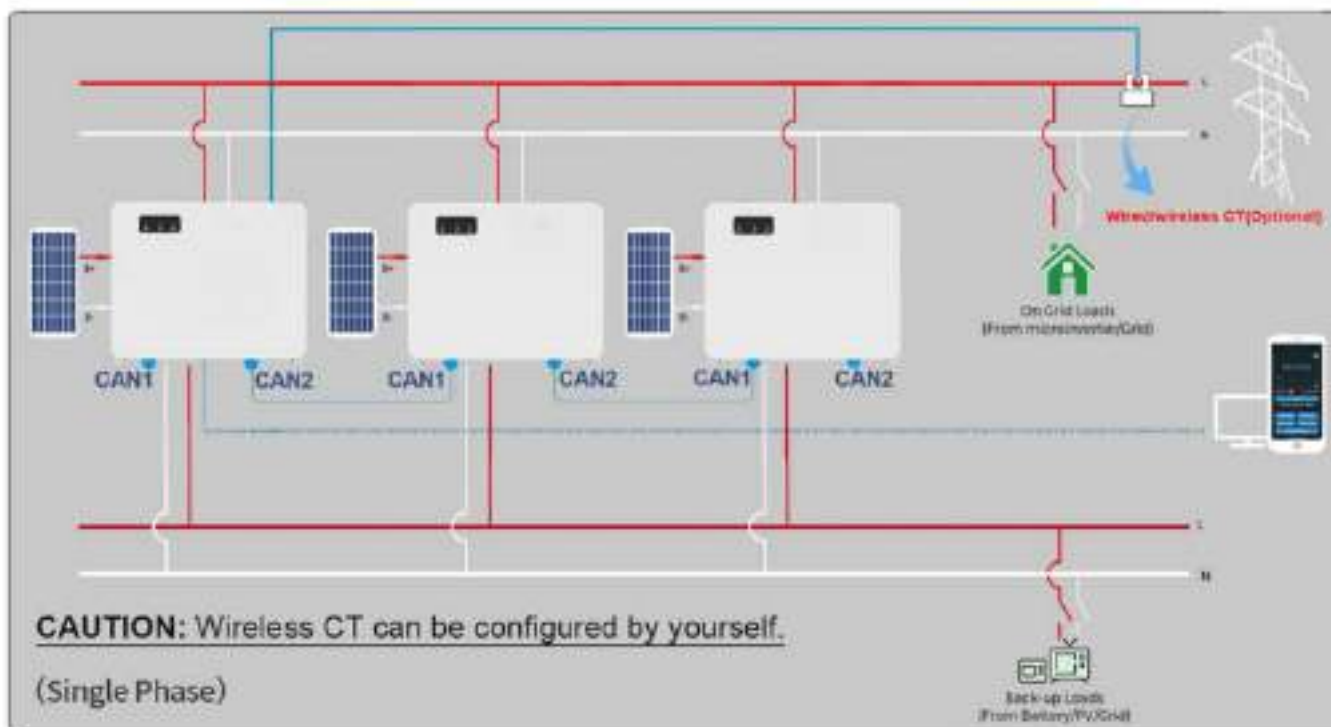 L
N
Wired/wireless CT(Optional)
On Grid Loads
(From microinverter/Grid)
CAN1
CAN2
CAN1
CAN2
CAN1
CAN2
L
N
CAUTION: Wireless CT can be configured by yourself.
(Single Phase)
Back-up Loads
(From Battery/PV/Grid)